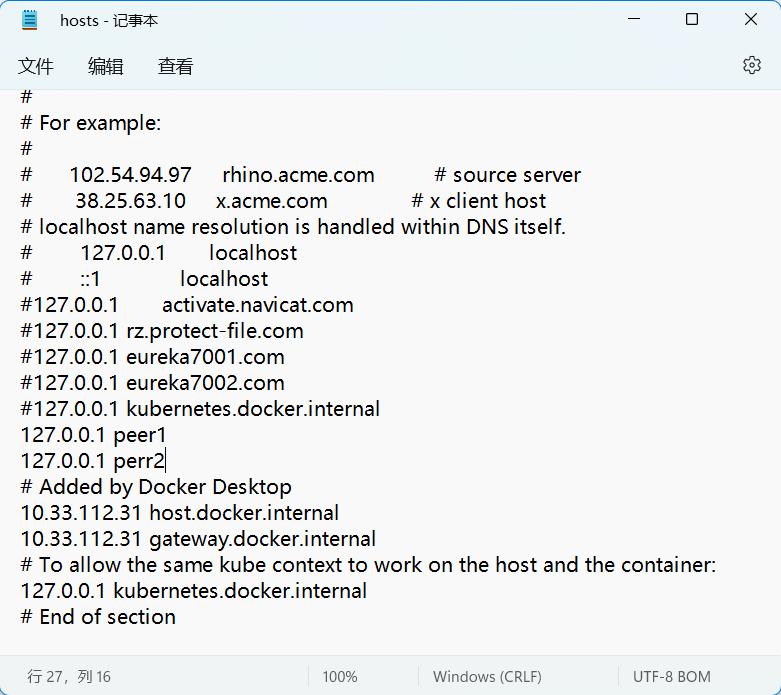 hosts - 记事本
文件 编辑 查看
#
# For example:
#
# 102.54.94.97 rhino.acme.com # source server
# 38.25.63.10 x.acme.com # x client host
# localhost name resolution is handled within DNS itself.
# 127.0.0.1 localhost
# ::1 localhost
#127.0.0.1 activate.navicat.com
#127.0.0.1 rz.protect-file.com
#127.0.0.1 eureka7001.com
#127.0.0.1 eureka7002.com
#127.0.0.1 kubernetes.docker.internal
127.0.0.1 peer1
127.0.0.1 perr2
# Added by Docker Desktop
10.33.112.31 host.docker.internal
10.33.112.31 gateway.docker.internal
# To allow the same kube context to work on the host and the container:
127.0.0.1 kubernetes.docker.internal
# End of section
行 27，列 16 100% Windows (CRLF) UTF-8 BOM